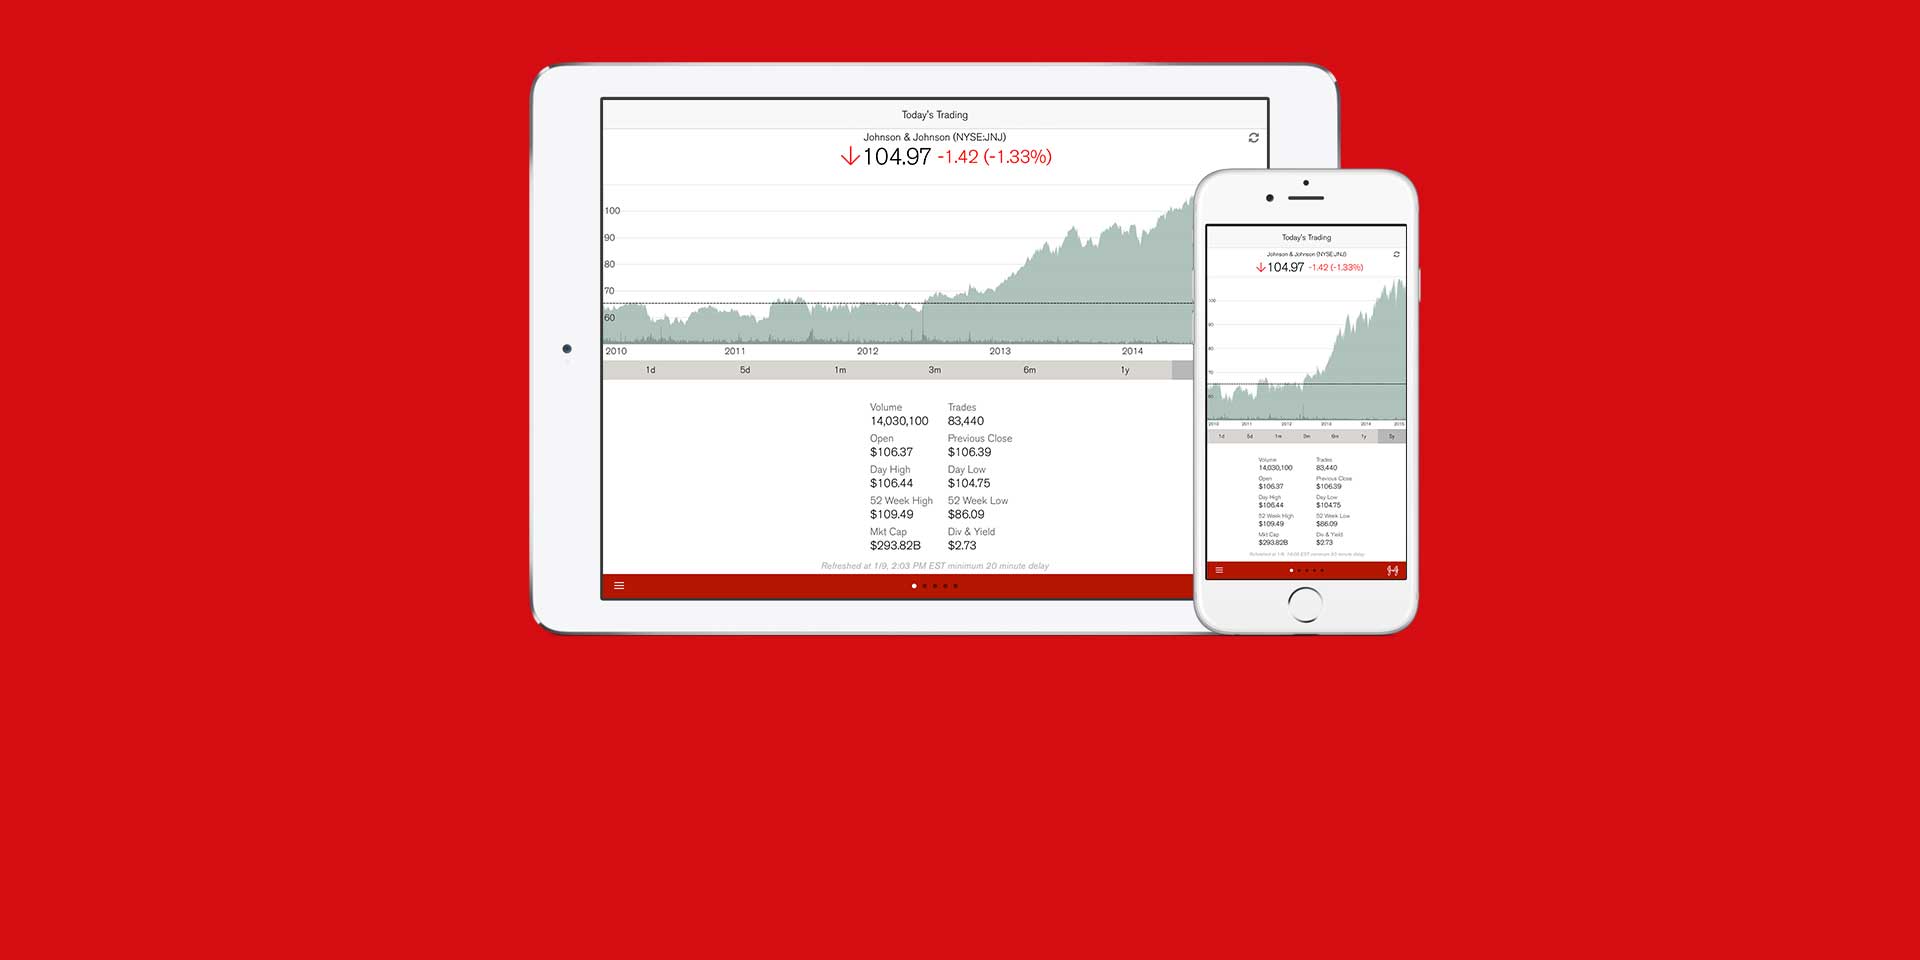 Today's Trading
Johnson & Johnson (NYSE:JNJ)
104.97 -1.42 (-1.33%)
100
90
80
70
60
2010 2011 2012 2013 2014
1d 5d 1m 3m 6m 1y
Volume Trades
14,030,100 83,440
Open Previous Close
$106.37 $106.39
Day High Day Low
$106.44 $104.75
52 Week High 52 Week Low
$109.49 $86.09
Mkt Cap Div & Yield
$293.82B $2.73
Refreshed at 1/9, 2:03 PM EST minimum 20 minute delay
Today's Trading
Johnson & Johnson (NYSE:JNJ)
104.97 -1.42 (-1.33%)
100
90
80
70
60
2010 2011 2012 2013 2014 2015
1d 5d 1m 3m 6m 1y 5y
Volume Trades
14,030,100 83,440
Open Previous Close
$106.37 $106.39
Day High Day Low
$106.44 $104.75
52 Week High 52 Week Low
$109.49 $86.09
Mkt Cap Div & Yield
$293.82B $2.73